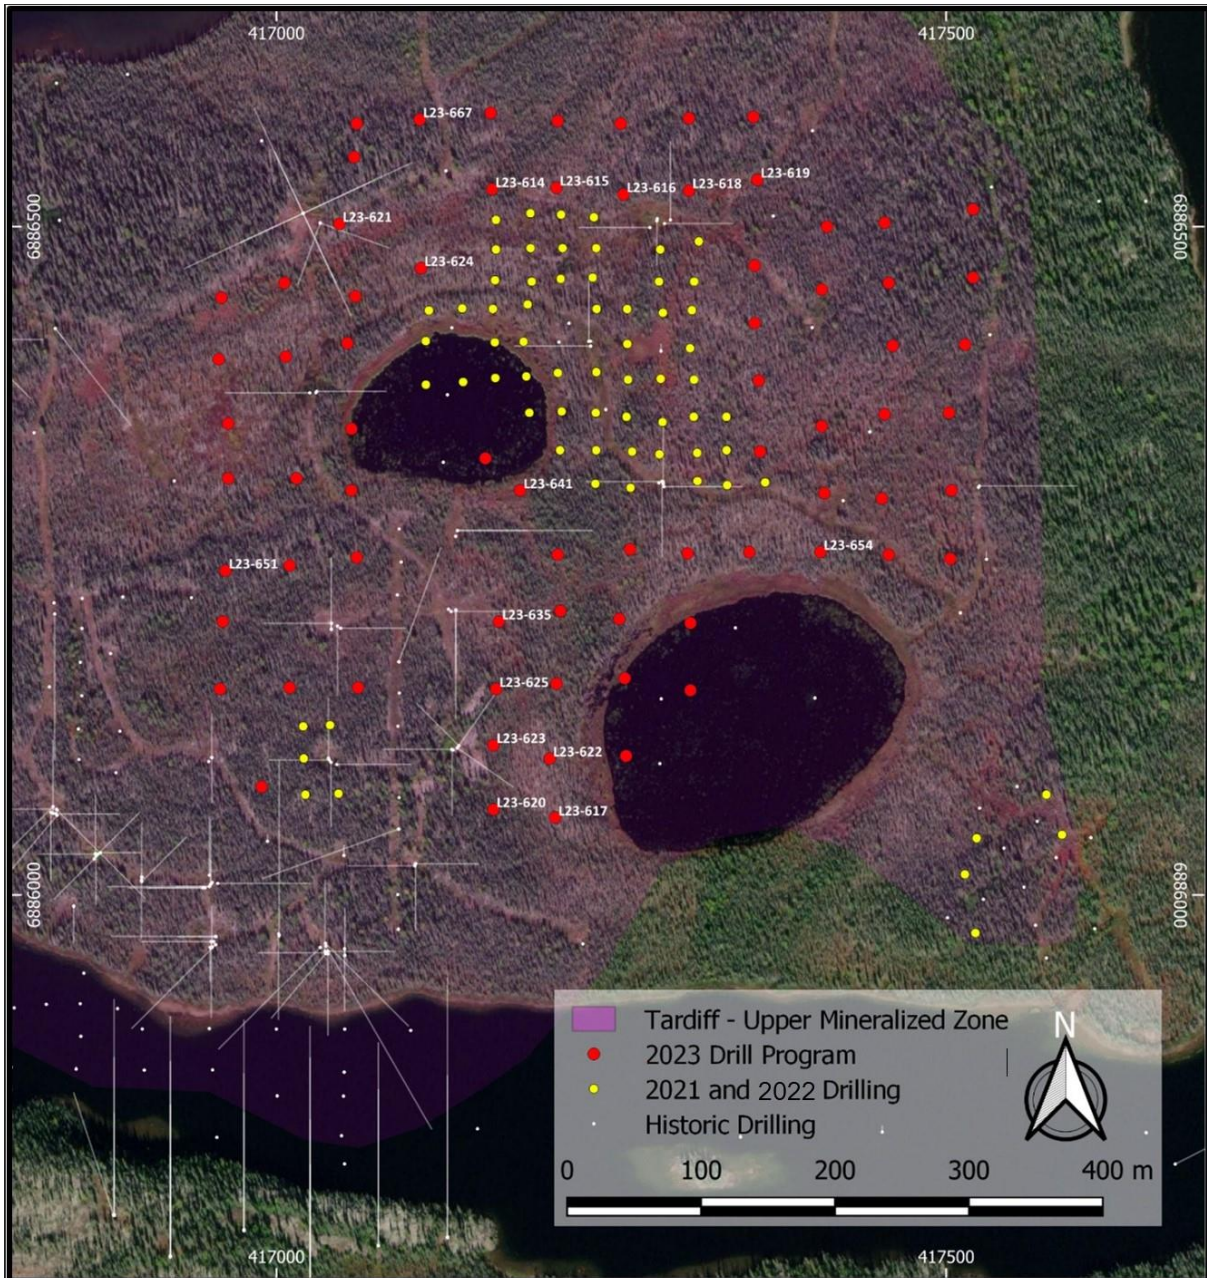 417000
417500
L23-667
L23-614
L23-615
L23-616
L23-618
L23-619
6886500
L23-621
6886500
L23-624
L23-641
L23-654
L23-651
L23-635
L23-625
L23-623
L23-622
L23-620
L23-617
6886000
6886000
Tardiff - Upper Mineralized Zone
N
2023 Drill Program
2021 and 2022 Drilling
Historic Drilling
0 100 200 300 400 m
417000
417500